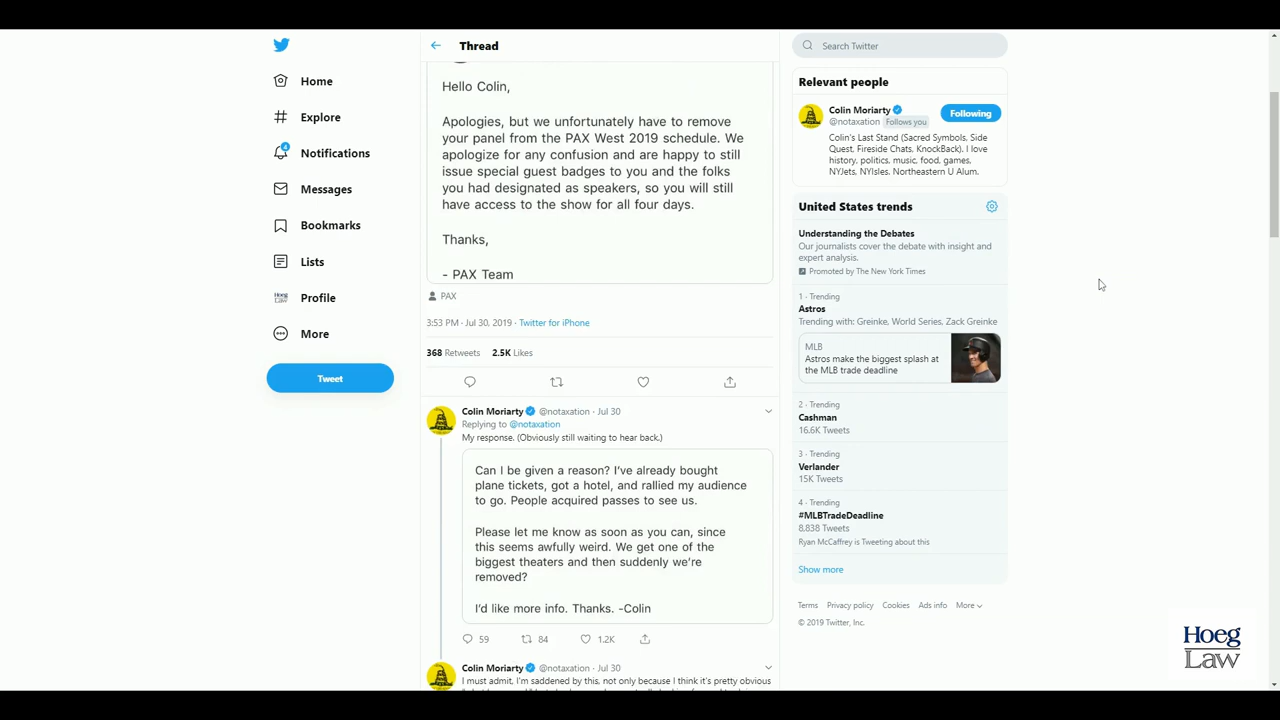 Home
Explore
4
Notifications
Messages
Bookmarks
Lists
Hoeg
Law
Profile
More
Tweet
Thread
Hello Colin,
Apologies, but we unfortunately have to remove
your panel from the PAX West 2019 schedule. We
apologize for any confusion and are happy to still
issue special guest badges to you and the folks
you had designated as speakers, so you will still
have access to the show for all four days.
Thanks,
- PAX Team
PAX
3:53 PM · Jul 30, 2019 · Twitter for iPhone
368 Retweets 2.5K Likes
Colin Moriarty @notaxation · Jul 30
Replying to @notaxation
My response. (Obviously still waiting to hear back.)
Can I be given a reason? I've already bought
plane tickets, got a hotel, and rallied my audience
to go. People acquired passes to see us.
Please let me know as soon as you can, since
this seems awfully weird. We get one of the
biggest theaters and then suddenly we're
removed?
I'd like more info. Thanks. -Colin
59 84 1.2K
Colin Moriarty @notaxation · Jul 30
I must admit, I'm saddened by this, not only because I think it's pretty obvious
Search Twitter
Relevant people
Colin Moriarty
@notaxation Follows you
Following
Colin's Last Stand (Sacred Symbols, Side
Quest, Fireside Chats, KnockBack). I love
history, politics, music, food, games,
NYJets, NYIsles. Northeastern U Alum.
United States trends
Understanding the Debates
Our journalists cover the debate with insight and
expert analysis.
Promoted by The New York Times
1 · Trending
Astros
Trending with: Greinke, World Series, Zack Greinke
MLB
Astros make the biggest splash at
the MLB trade deadline
2 · Trending
Cashman
16.6K Tweets
3 · Trending
Verlander
15K Tweets
4 · Trending
#MLBTradeDeadline
8,838 Tweets
Ryan McCaffrey is Tweeting about this
Show more
Terms Privacy policy Cookies Ads info More
© 2019 Twitter, Inc.
Hoeg
Law